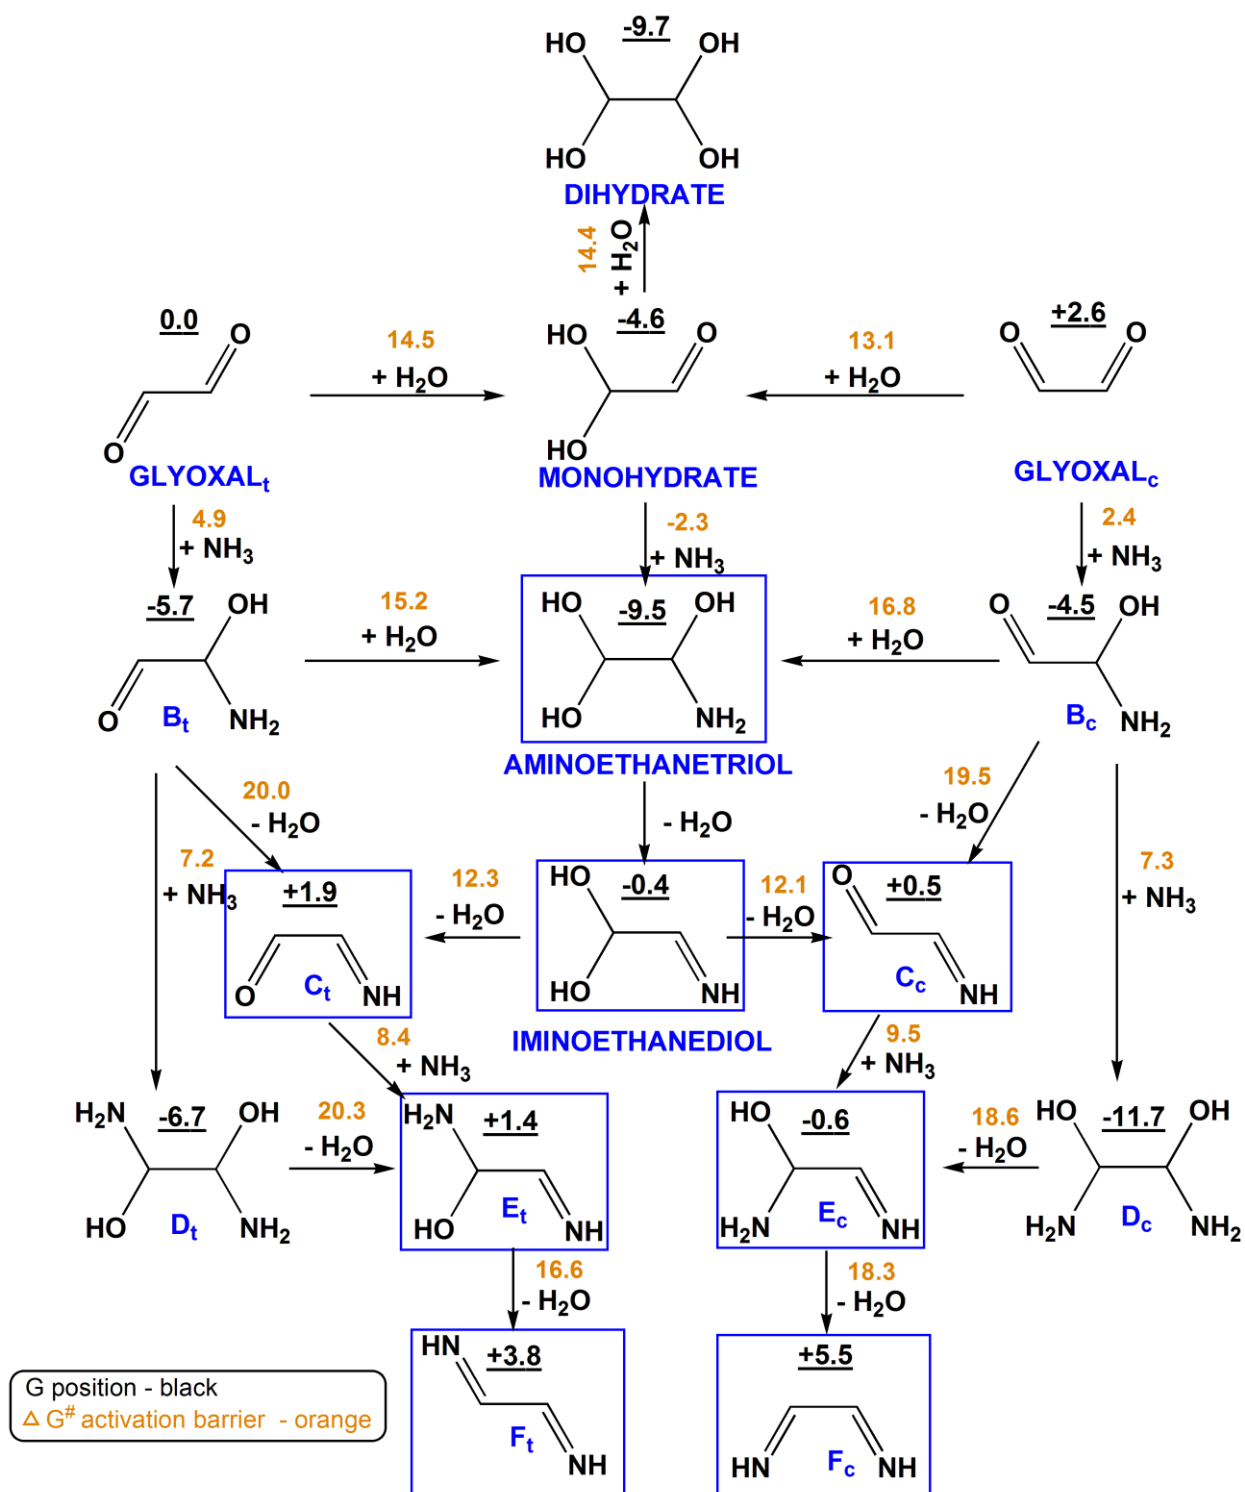 -9.7
HO OH
HO OH
DIHYDRATE
14.4
+ H₂O
0.0
O
O
GLYOXALₜ
14.5
+ H₂O
-4.6
HO O
HO
MONOHYDRATE
13.1
+ H₂O
+2.6
O O
GLYOXAL꜀
4.9
+ NH₃
-2.3
+ NH₃
2.4
+ NH₃
-5.7
OH
O
NH₂
Bₜ
15.2
+ H₂O
HO -9.5 OH
HO NH₂
AMINOETHANETRIOL
16.8
+ H₂O
O -4.5 OH
NH₂
B꜀
20.0
- H₂O
- H₂O
19.5
- H₂O
7.2
+ NH₃
7.3
+ NH₃
+1.9
O NH
Cₜ
12.3
- H₂O
HO -0.4
HO NH
IMINOETHANEDIOL
12.1
- H₂O
O +0.5
NH
C꜀
8.4
+ NH₃
9.5
+ NH₃
H₂N -6.7 OH
HO NH₂
Dₜ
20.3
- H₂O
H₂N +1.4
HO NH
Eₜ
HO -0.6
H₂N NH
E꜀
18.6
- H₂O
HO -11.7 OH
H₂N NH₂
D꜀
16.6
- H₂O
18.3
- H₂O
HN +3.8
NH
Fₜ
+5.5
HN NH
F꜀
G position - black
Δ G# activation barrier - orange